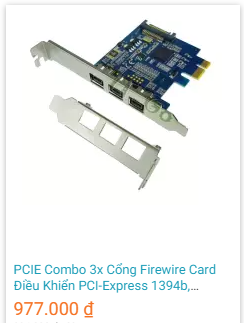 PCIE Combo 3x Cổng Firewire Card
Điều Khiển PCI-Express 1394b,...
977.000 ₫